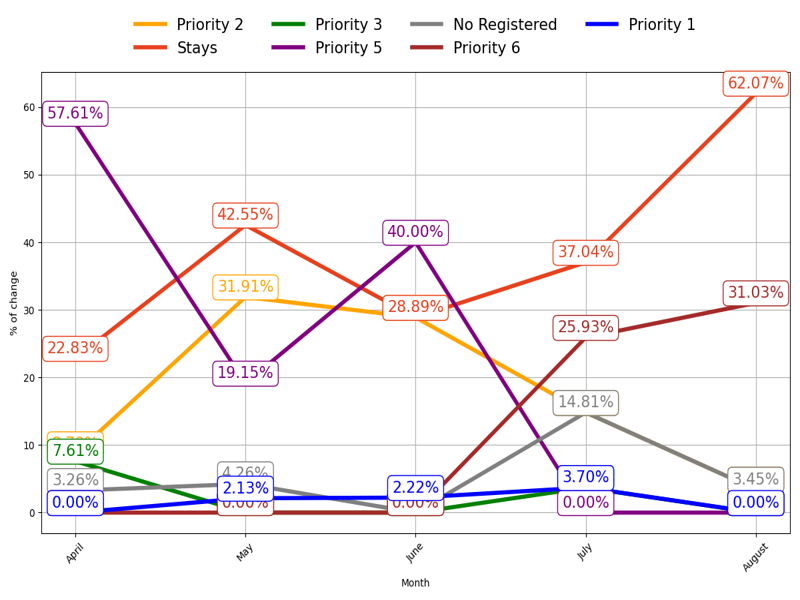 Priority 2 Priority 3 No Registered Priority 1
Stays Priority 5 Priority 6
62.07%
60
57.61%
50
42.55%
40.00%
40
37.04%
31.91%
31.03%
30
28.89%
25.93%
22.83%
20
19.15%
14.81%
10
7.61%
3.26% 4.26% 3.45%
2.13% 2.22% 3.70%
0.00% 0.00% 0.00% 0.00% 0.00%
0
% of change
April May June July August
Month